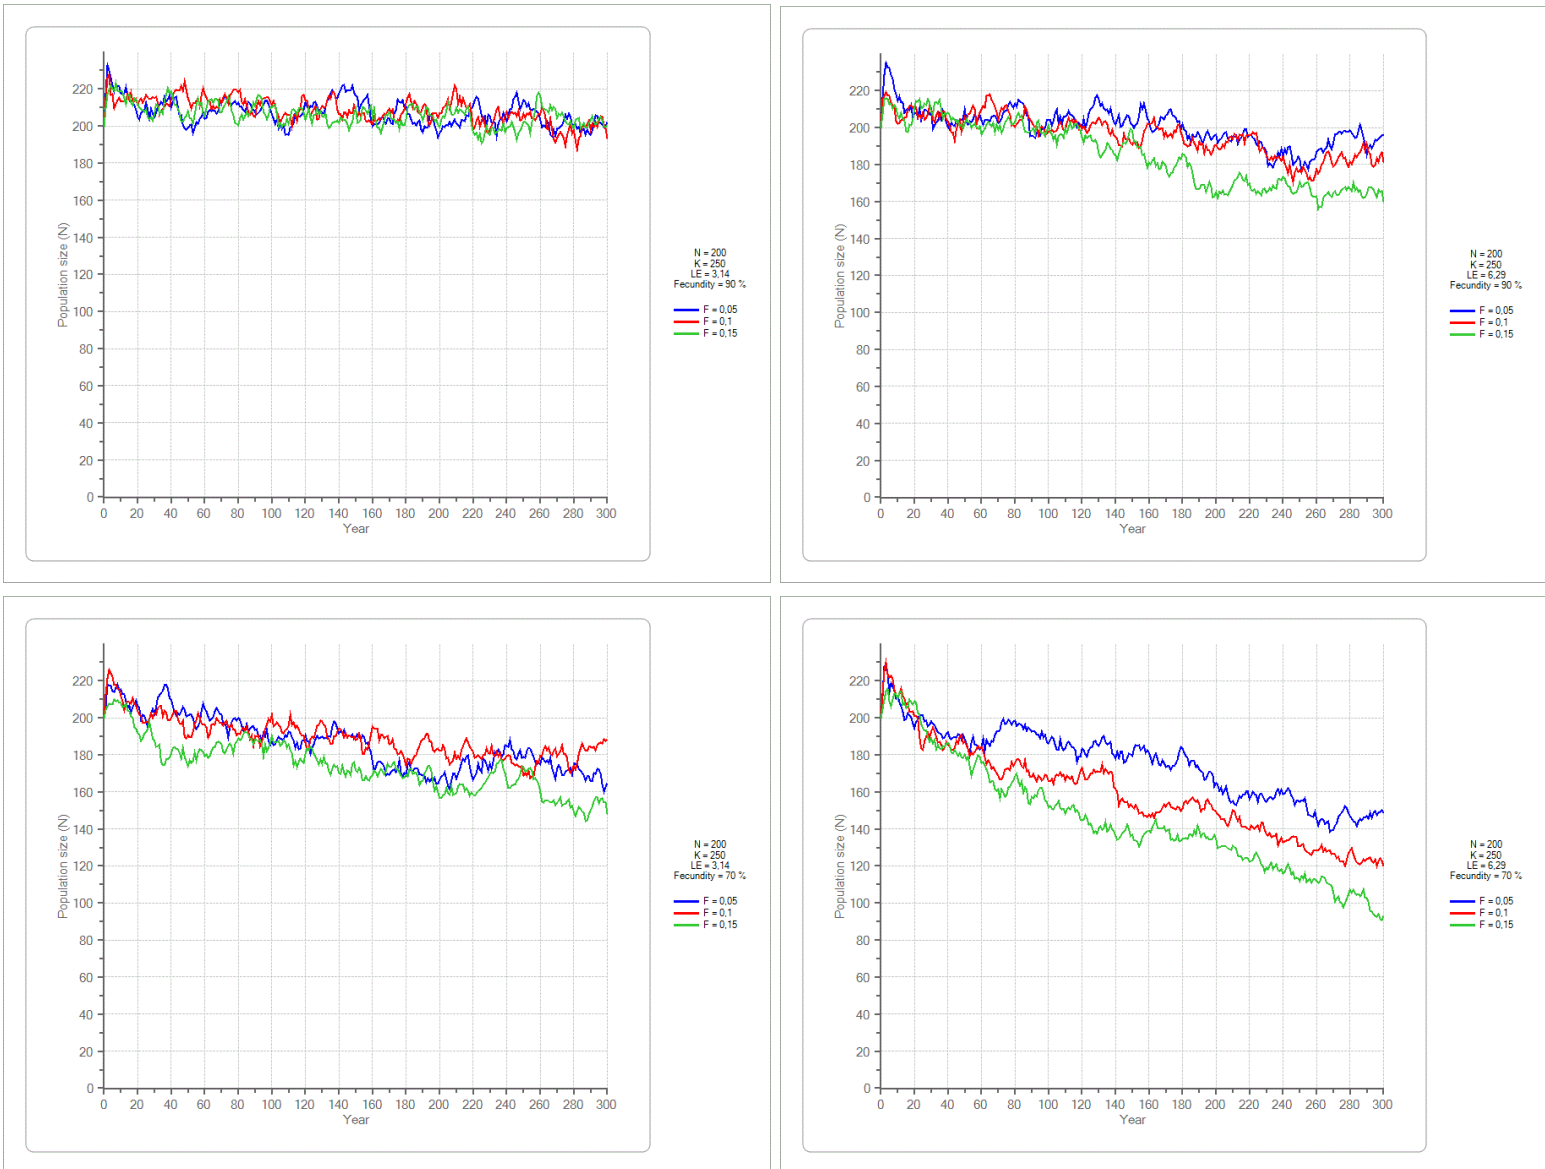 220
200
180
160
140
120
100
80
60
40
20
0
Population size (N)
0 20 40 60 80 100 120 140 160 180 200 220 240 260 280 300
Year
N = 200
K = 250
LE = 3,14
Fecundity = 90 %
F = 0,05
F = 0,1
F = 0,15
220
200
180
160
140
120
100
80
60
40
20
0
Population size (N)
0 20 40 60 80 100 120 140 160 180 200 220 240 260 280 300
Year
N = 200
K = 250
LE = 6,29
Fecundity = 90 %
F = 0,05
F = 0,1
F = 0,15
220
200
180
160
140
120
100
80
60
40
20
0
Population size (N)
0 20 40 60 80 100 120 140 160 180 200 220 240 260 280 300
Year
N = 200
K = 250
LE = 3,14
Fecundity = 70 %
F = 0,05
F = 0,1
F = 0,15
220
200
180
160
140
120
100
80
60
40
20
0
Population size (N)
0 20 40 60 80 100 120 140 160 180 200 220 240 260 280 300
Year
N = 200
K = 250
LE = 6,29
Fecundity = 70 %
F = 0,05
F = 0,1
F = 0,15